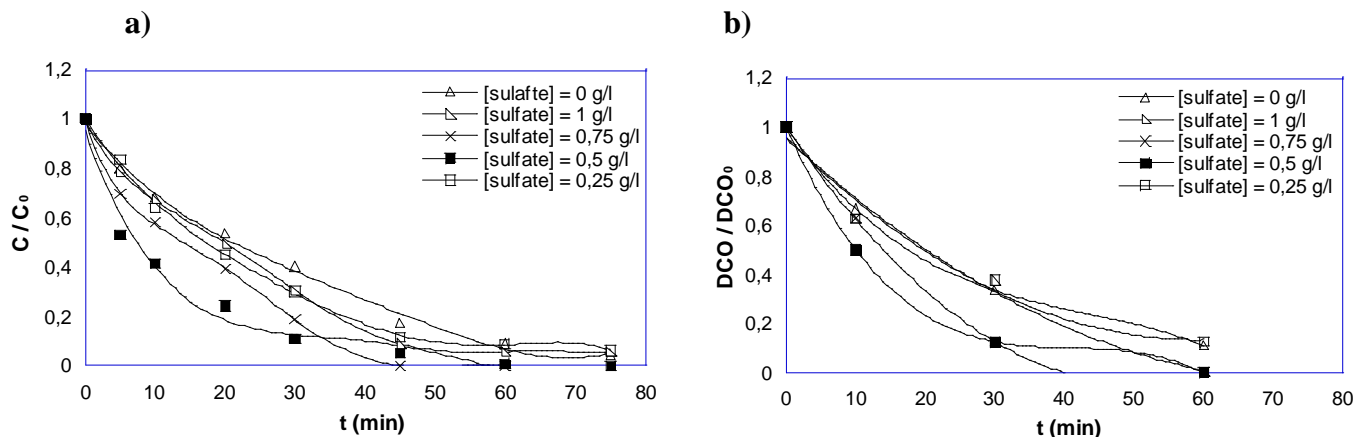 a)
C / C₀
1,2
1
0,8
0,6
0,4
0,2
0
0 10 20 30 40 50 60 70 80
t (min)
[sulafte] = 0 g/l
[sulfate] = 1 g/l
[sulfate] = 0,75 g/l
[sulfate] = 0,5 g/l
[sulfate] = 0,25 g/l
b)
DCO / DCO₀
1,2
1
0,8
0,6
0,4
0,2
0
0 10 20 30 40 50 60 70 80
t (min)
[sulfate] = 0 g/l
[sulfate] = 1 g/l
[sulfate] = 0,75 g/l
[sulfate] = 0,5 g/l
[sulfate] = 0,25 g/l